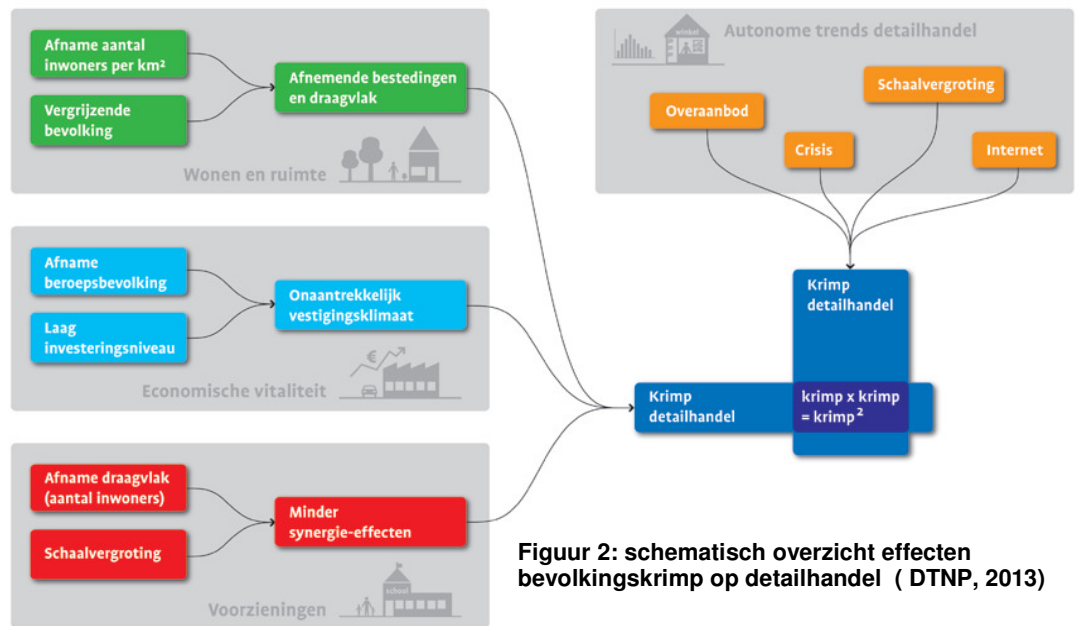 Afname aantal
inwoners per km²
Vergrijzende
bevolking
Afnemende bestedingen
en draagvlak
Wonen en ruimte
Afname
beroepsbevolking
Laag
investeringsniveau
Onaantrekkelijk
vestigingsklimaat
€
Economische vitaliteit
Afname draagvlak
(aantal inwoners)
Schaalvergroting
Minder
synergie-effecten
school
Voorzieningen
winkel
Autonome trends detailhandel
Schaalvergroting
Overaanbod
Crisis
Internet
Krimp
detailhandel
Krimp
detailhandel
krimp x krimp
= krimp²
Figuur 2: schematisch overzicht effecten
bevolkingskrimp op detailhandel ( DTNP, 2013)